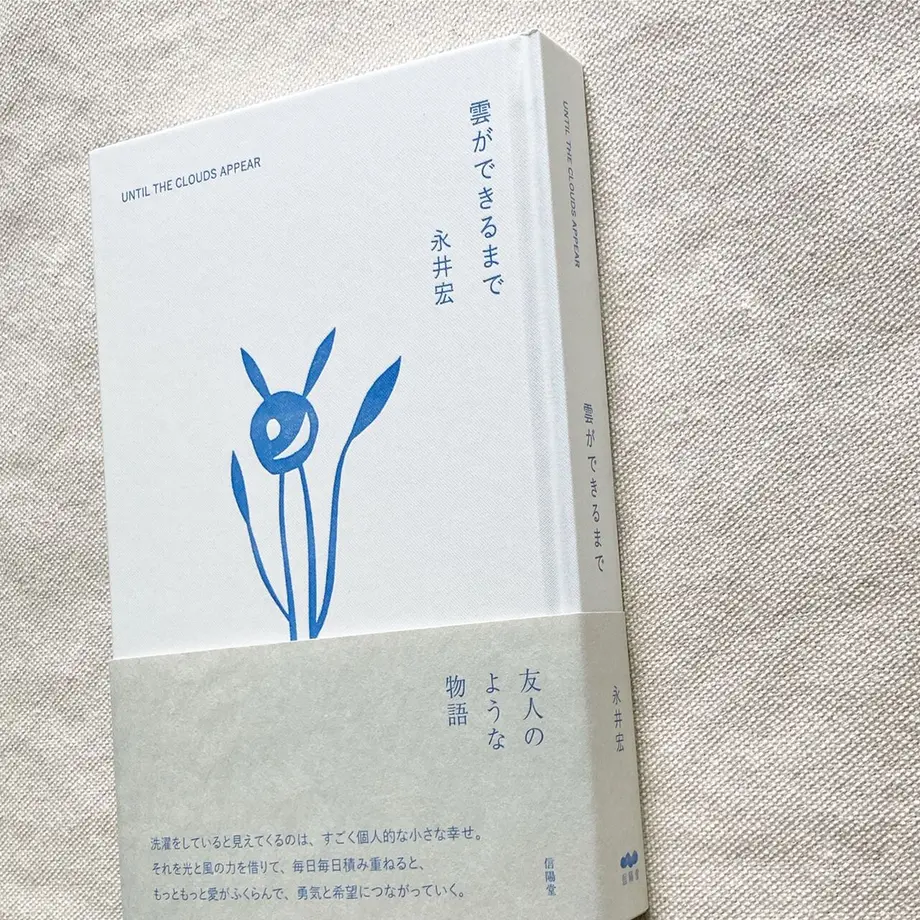 UNTIL THE CLOUDS APPEAR
雲ができるまで
永井宏
友人の
ような
物語
洗濯をしていると見えてくるのは、すごく個人的な小さな幸せ。
それを光と風の力を借りて、毎日毎日積み重ねると、
もっともっと愛がふくらんで、勇気と希望につながっていく。
信陽堂
UNTIL THE CLOUDS APPEAR
雲ができるまで
永井宏
信陽堂